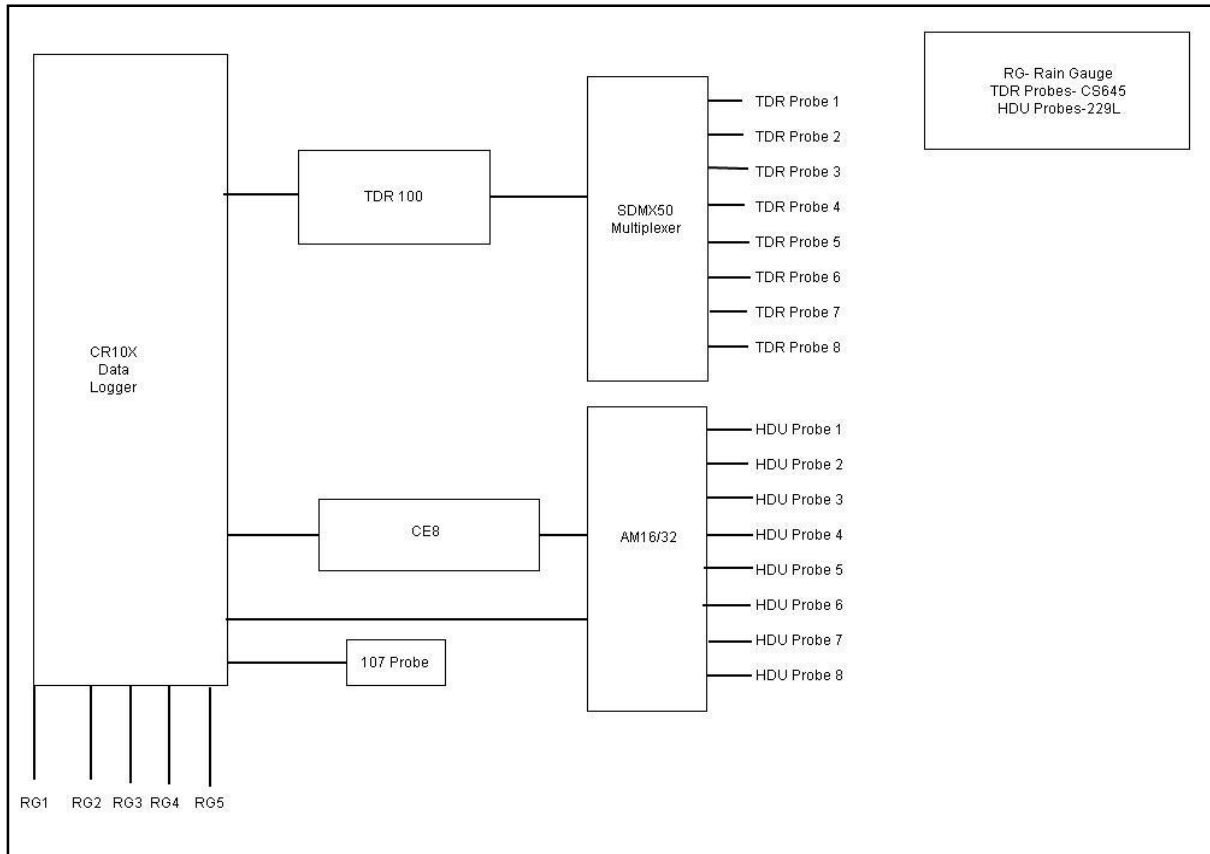 RG- Rain Gauge
TDR Probes- CS645
HDU Probes-229L
TDR 100
SDMX50
Multiplexer
TDR Probe 1
TDR Probe 2
TDR Probe 3
TDR Probe 4
TDR Probe 5
TDR Probe 6
TDR Probe 7
TDR Probe 8
CR10X
Data
Logger
CE8
AM16/32
HDU Probe 1
HDU Probe 2
HDU Probe 3
HDU Probe 4
HDU Probe 5
HDU Probe 6
HDU Probe 7
HDU Probe 8
107 Probe
RG1 RG2 RG3 RG4 RG5